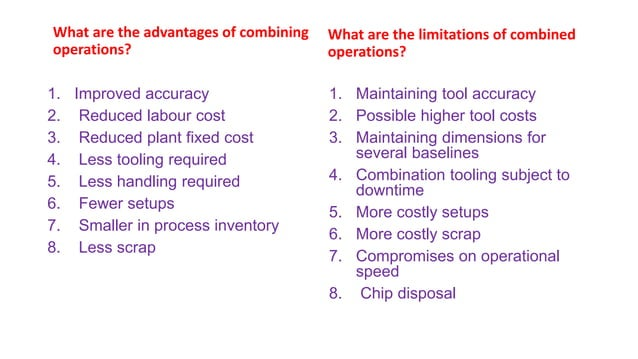 What are the advantages of combining
operations?
1. Improved accuracy
2. Reduced labour cost
3. Reduced plant fixed cost
4. Less tooling required
5. Less handling required
6. Fewer setups
7. Smaller in process inventory
8. Less scrap
What are the limitations of combined
operations?
1. Maintaining tool accuracy
2. Possible higher tool costs
3. Maintaining dimensions for
several baselines
4. Combination tooling subject to
downtime
5. More costly setups
6. More costly scrap
7. Compromises on operational
speed
8. Chip disposal